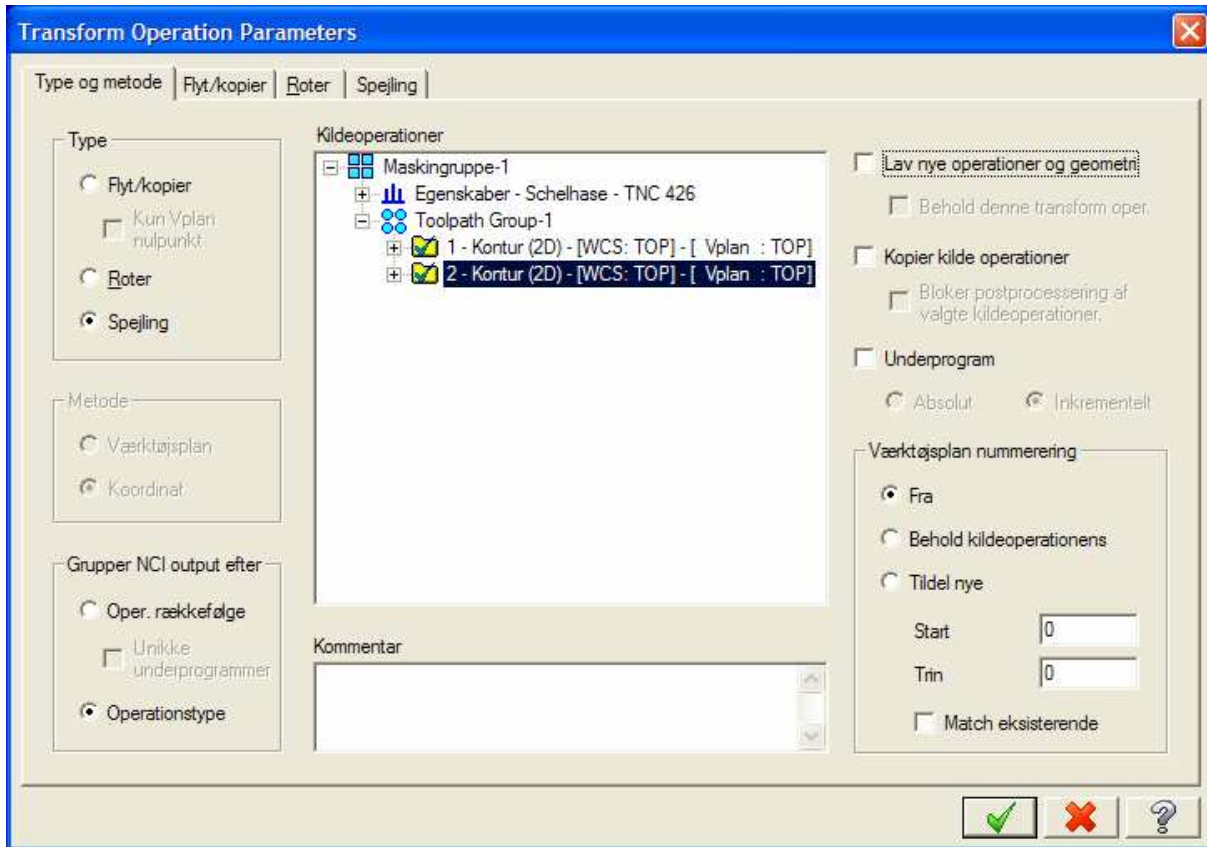 Transform Operation Parameters
Type og metode
Flyt/kopier
Roter
Spejling
Type
Flyt/kopier
Kun Vplan
nulpunkt
Roter
Spejling
Metode
Værktøjsplan
Koordinat
Grupper NCI output efter
Oper. rækkefølge
Unikke
underprogrammer
Operationstype
Kildeoperationer
Maskingruppe-1
Egenskaber - Schelhase - TNC 426
Toolpath Group-1
1 - Kontur (2D) - [WCS: TOP] - [ Vplan : TOP]
2 - Kontur (2D) - [WCS: TOP] - [ Vplan : TOP]
Kommentar
Lav nye operationer og geometri
Behold denne transform oper.
Kopier kilde operationer
Bloker postprocessering af
valgte kildeoperationer.
Underprogram
Absolut
Inkrementelt
Værktøjsplan nummerering
Fra
Behold kildeoperationens
Tildel nye
Start 0
Trin 0
Match eksisterende